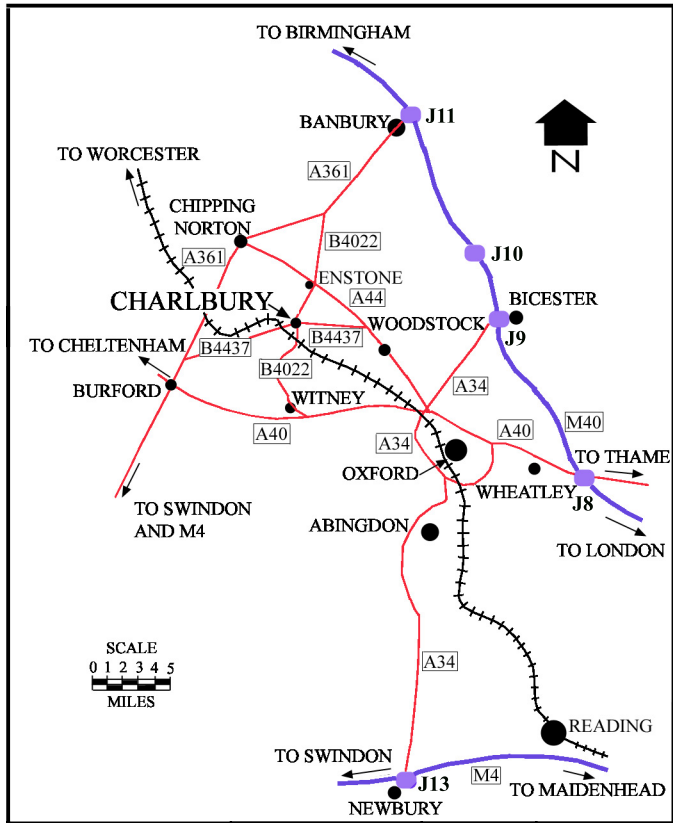 TO BIRMINGHAM
J11
BANBURY
A361
N
TO WORCESTER
CHIPPING
NORTON
A361
B4022
J10
ENSTONE
A44
CHARLBURY
BICESTER
WOODSTOCK
J9
B4437
B4437
TO CHELTENHAM
B4022
A34
BURFORD
WITNEY
M40
A40
A34
A40
TO THAME
OXFORD
WHEATLEY
J8
TO SWINDON
AND M4
ABINGDON
TO LONDON
SCALE
0 1 2 3 4 5
MILES
A34
READING
TO SWINDON
M4
J13
TO MAIDENHEAD
NEWBURY